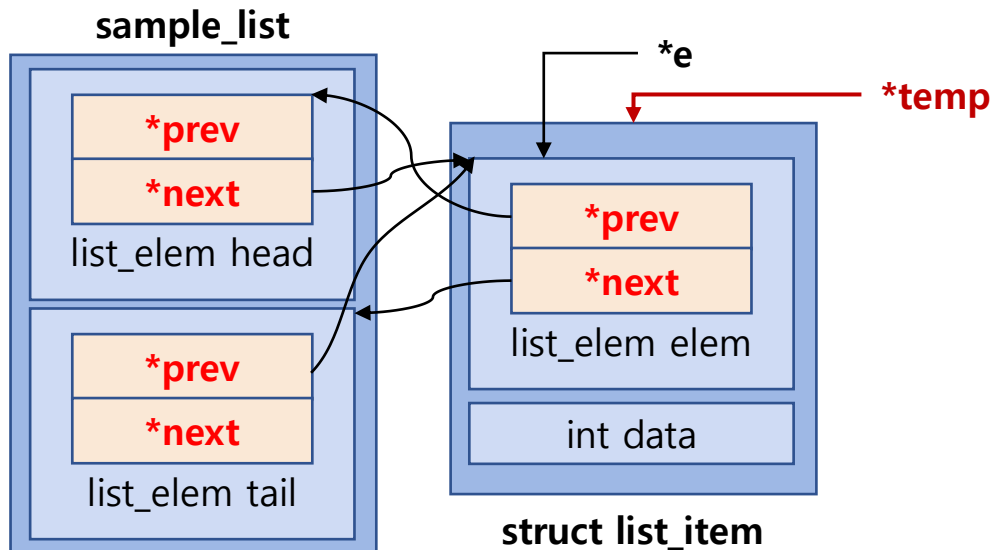 sample_list
*prev
*next
list_elem head
*prev
*next
list_elem tail
*e
*temp
*prev
*next
list_elem elem
int data
struct list_item